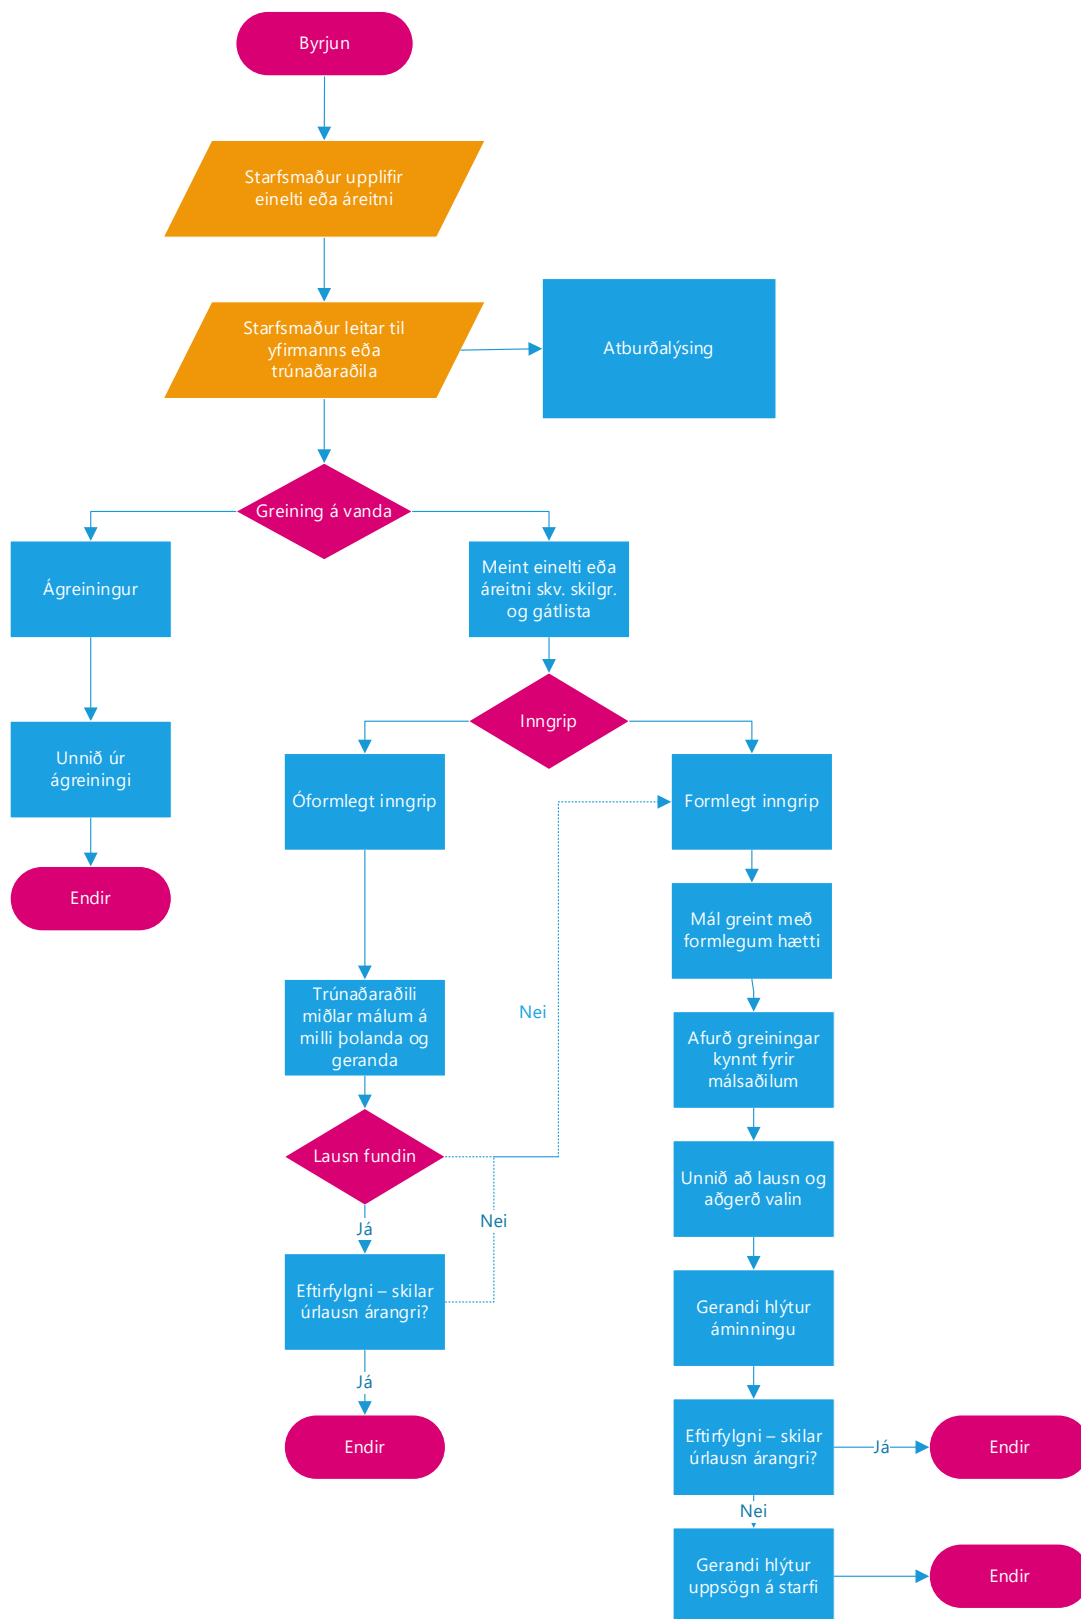 Byrjun
Starfsmaður upplifir
einelti eða áreitni
Starfsmaður leitar til
yfirmanns eða
trúnaðaraðila
Atburðalýsing
Greining á vanda
Ágreiningur
Meint einelti eða
áreitni skv. skilgr.
og gátlista
Unnið úr
ágreiningi
Endir
Inngrip
Óformlegt inngrip
Formlegt inngrip
Mál greint með
formlegum hætti
Trúnaðaraðili
miðlar málum á
milli þolanda og
geranda
Nei
Afurð greiningar
kynnt fyrir
málsaðilum
Lausn fundin
Unnið að lausn og
aðgerð valin
Já
Nei
Eftirfylgni – skilar
úrlausn árangri?
Gerandi hlýtur
áminningu
Já
Endir
Eftirfylgni – skilar
úrlausn árangri?
Já
Endir
Nei
Gerandi hlýtur
uppsögn á starfi
Endir